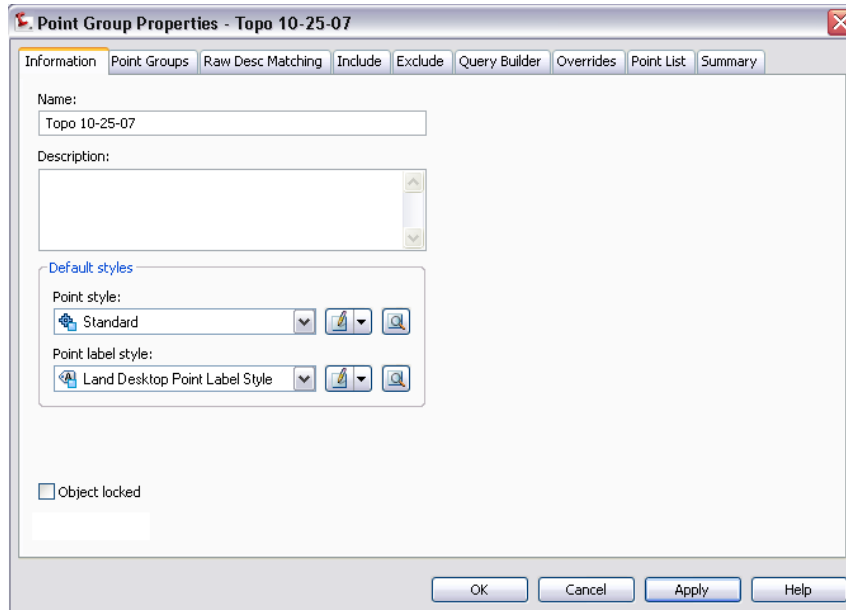 Point Group Properties - Topo 10-25-07
Information Point Groups Raw Desc Matching Include Exclude Query Builder Overrides Point List Summary
Name:
Topo 10-25-07
Description:
Default styles
Point style:
Standard
Point label style:
Land Desktop Point Label Style
Object locked
OK Cancel Apply Help